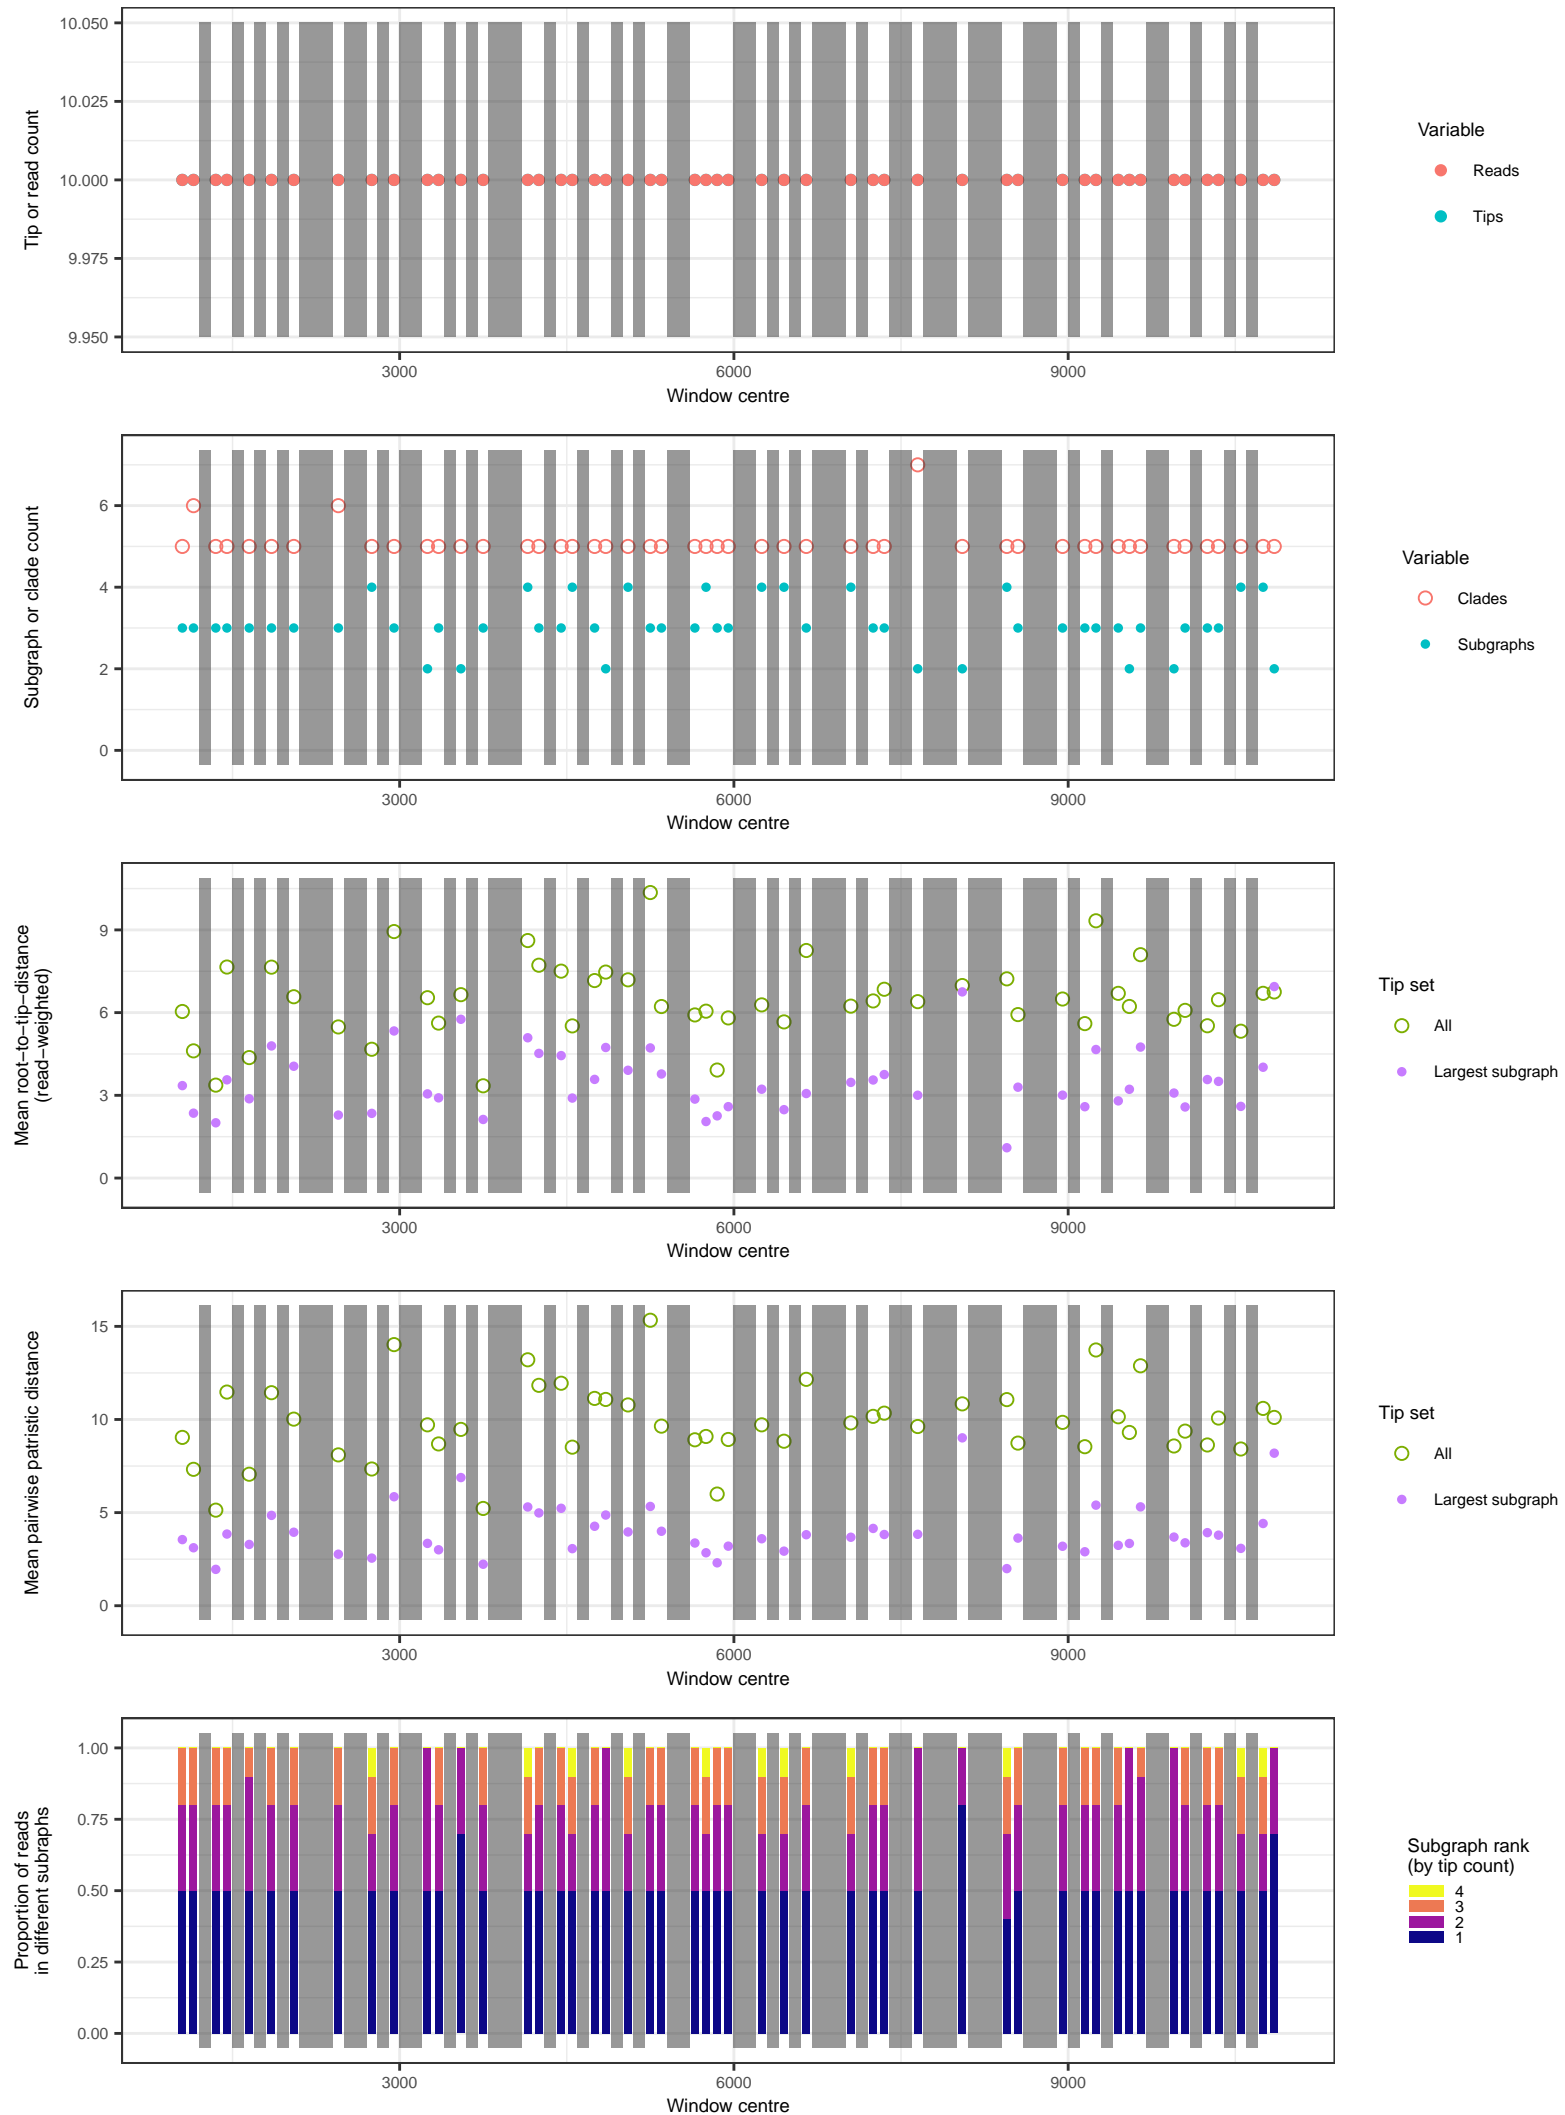 10.050
10.025
10.000
9.975
9.950
Tip or read count
3000
6000
9000
Window centre
Variable
Reads
Tips
6
4
2
0
Subgraph or clade count
3000
6000
9000
Window centre
Variable
Clades
Subgraphs
9
6
3
0
Mean root−to−tip−distance
(read−weighted)
3000
6000
9000
Window centre
Tip set
All
Largest subgraph
15
10
5
0
Mean pairwise patristic distance
3000
6000
9000
Window centre
Tip set
All
Largest subgraph
1.00
0.75
0.50
0.25
0.00
Proportion of reads
in different subraphs
3000
6000
9000
Window centre
Subgraph rank
(by tip count)
4
3
2
1